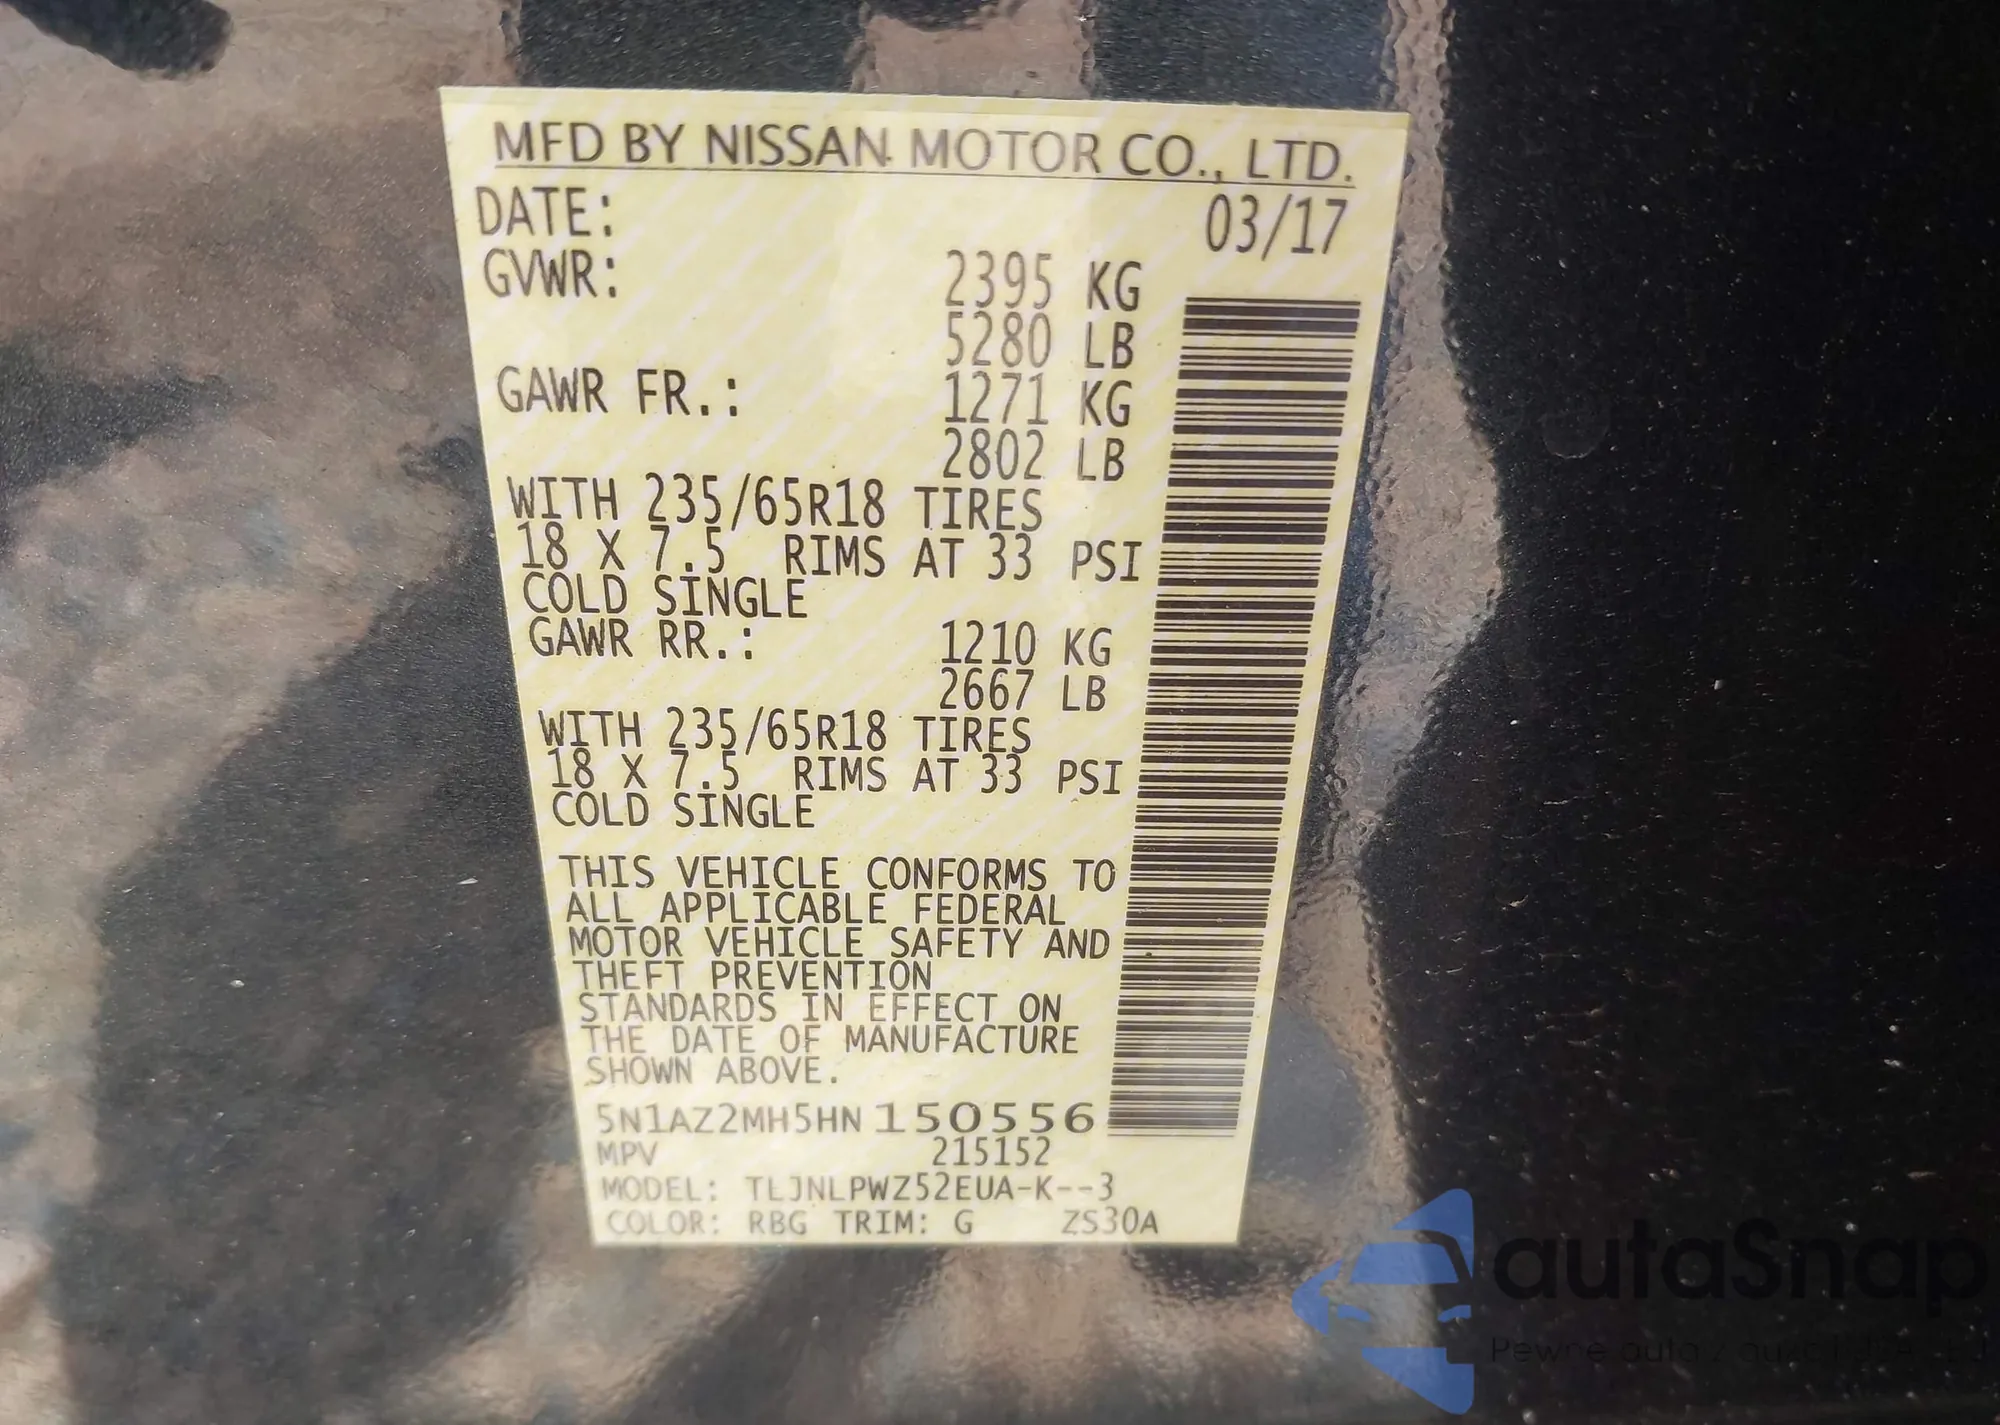 MFD BY NISSAN MOTOR CO., LTD.
DATE: 03/17
GVWR: 2395 KG
5280 LB
GAWR FR.: 1271 KG
2802 LB
WITH 235/65R18 TIRES
18 X 7.5 RIMS AT 33 PSI
COLD SINGLE
GAWR RR.: 1210 KG
2667 LB
WITH 235/65R18 TIRES
18 X 7.5 RIMS AT 33 PSI
COLD SINGLE
THIS VEHICLE CONFORMS TO
ALL APPLICABLE FEDERAL
MOTOR VEHICLE SAFETY AND
THEFT PREVENTION
STANDARDS IN EFFECT ON
THE DATE OF MANUFACTURE
SHOWN ABOVE.
5N1AZ2MH5HN150556
MPV 215152
MODEL: TLJNLPWZ52EUA-K--3
COLOR: RBG TRIM: G ZS30A
autaSnap
Pewne auta z